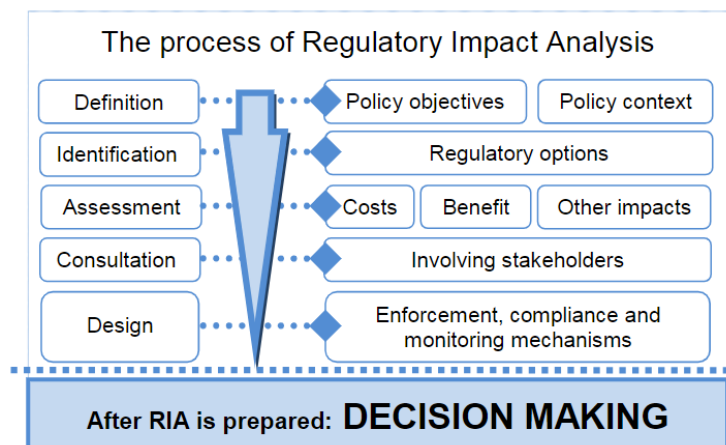 The process of Regulatory Impact Analysis
Definition
Policy objectives
Policy context
Identification
Regulatory options
Assessment
Costs
Benefit
Other impacts
Consultation
Involving stakeholders
Design
Enforcement, compliance and
monitoring mechanisms
After RIA is prepared: DECISION MAKING